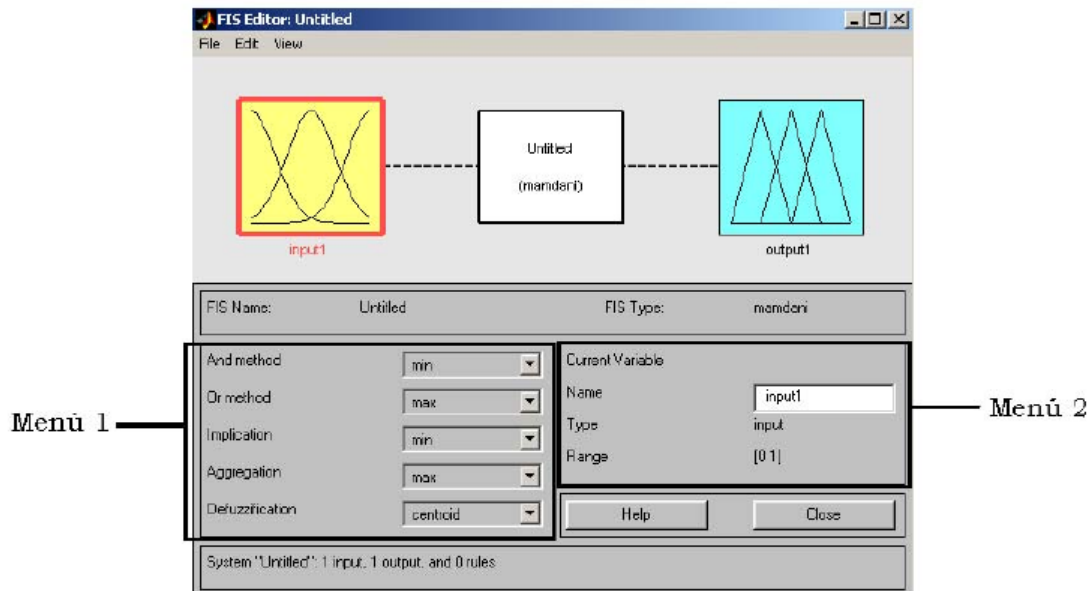 FIS Editor: Untitled
File Edit View
Untitled
(mamdani)
input1
output1
FIS Name: Untitled FIS Type: mamdani
And method min
Or method max
Implication min
Aggregation max
Defuzzification centroid
Current Variable
Name input1
Type input
Range [0 1]
Menú 1
Menú 2
Help Close
System "Untitled": 1 input, 1 output, and 0 rules